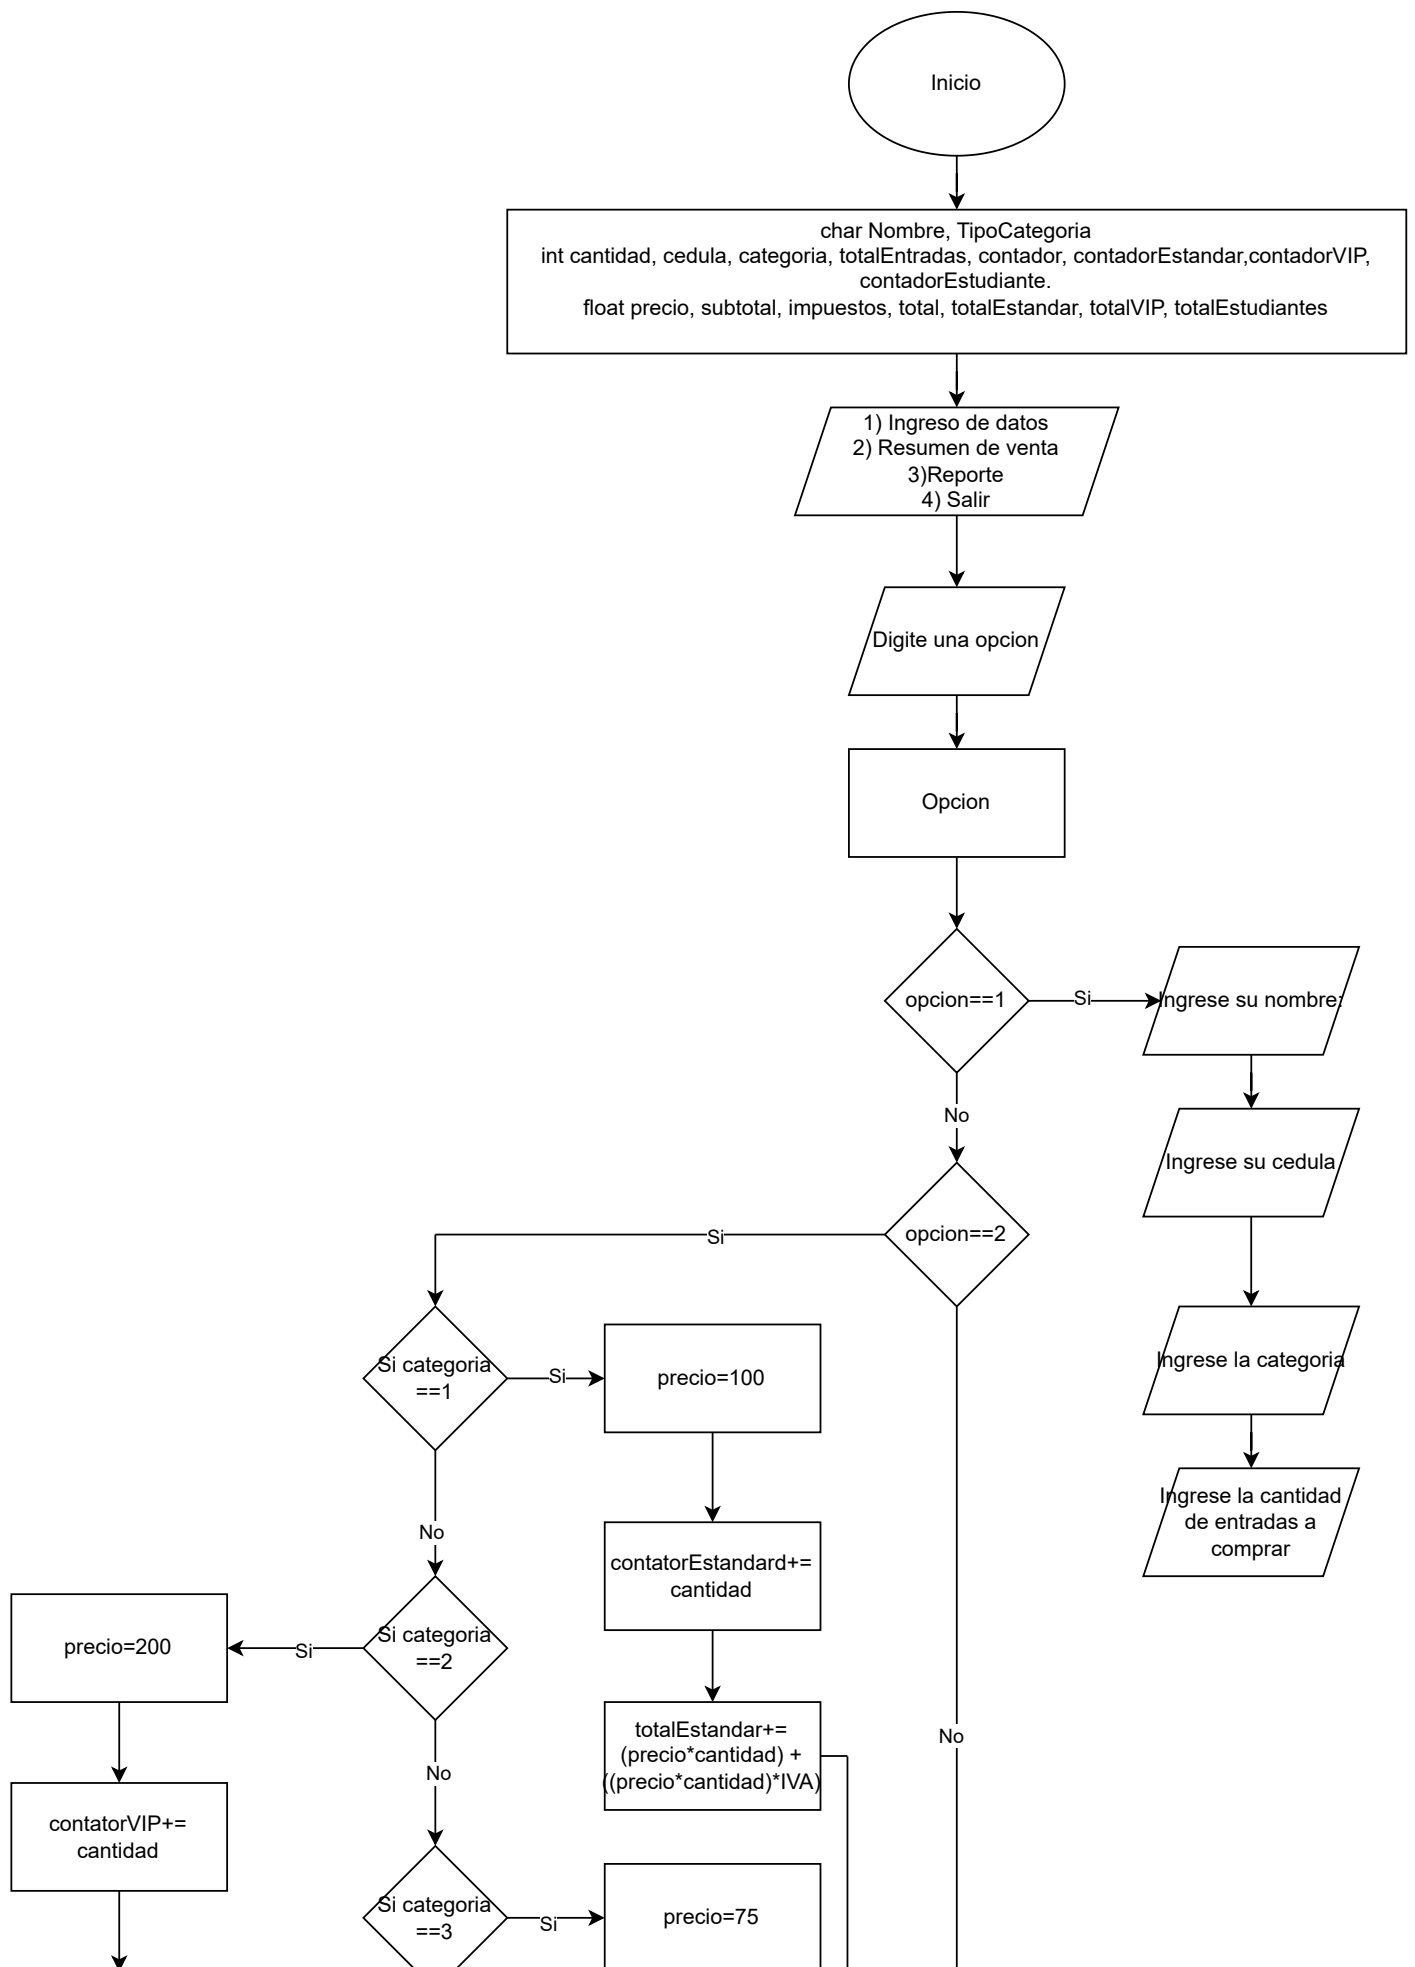 Inicio
char Nombre, TipoCategoria
int cantidad, cedula, categoria, totalEntradas, contador, contadorEstandar,contadorVIP,
contadorEstudiante.
float precio, subtotal, impuestos, total, totalEstandar, totalVIP, totalEstudiantes
1) Ingreso de datos
2) Resumen de venta
3)Reporte
4) Salir
Digite una opcion
Opcion
opcion==1
Si
Ingrese su nombre:
No
Ingrese su cedula
opcion==2
Si
Ingrese la categoria
Si categoria
==1
Si
precio=100
Ingrese la cantidad
de entradas a
comprar
No
contatorEstandard+=
cantidad
Si categoria
==2
Si
precio=200
No
totalEstandar+=
(precio*cantidad) +
((precio*cantidad)*IVA)
No
contatorVIP+=
cantidad
Si categoria
==3
Si
precio=75